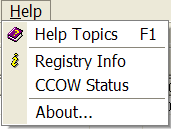 Help
Help Topics F1
Registry Info
CCOW Status
About...